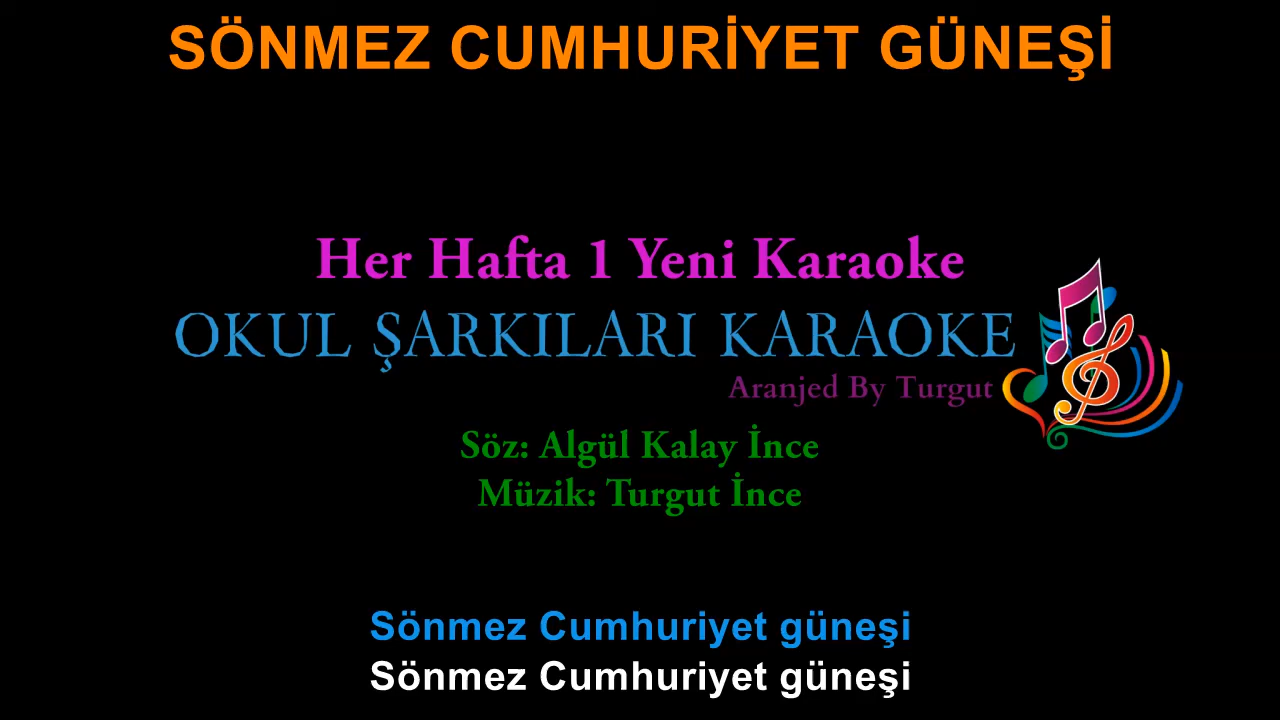 SÖNMEZ CUMHURİYET GÜNEŞİ
Her Hafta 1 Yeni Karaoke
OKUL ŞARKILARI KARAOKE
Aranjed By Turgut
Söz: Algül Kalay İnce
Müzik: Turgut İnce
Sönmez Cumhuriyet güneşi
Sönmez Cumhuriyet güneşi